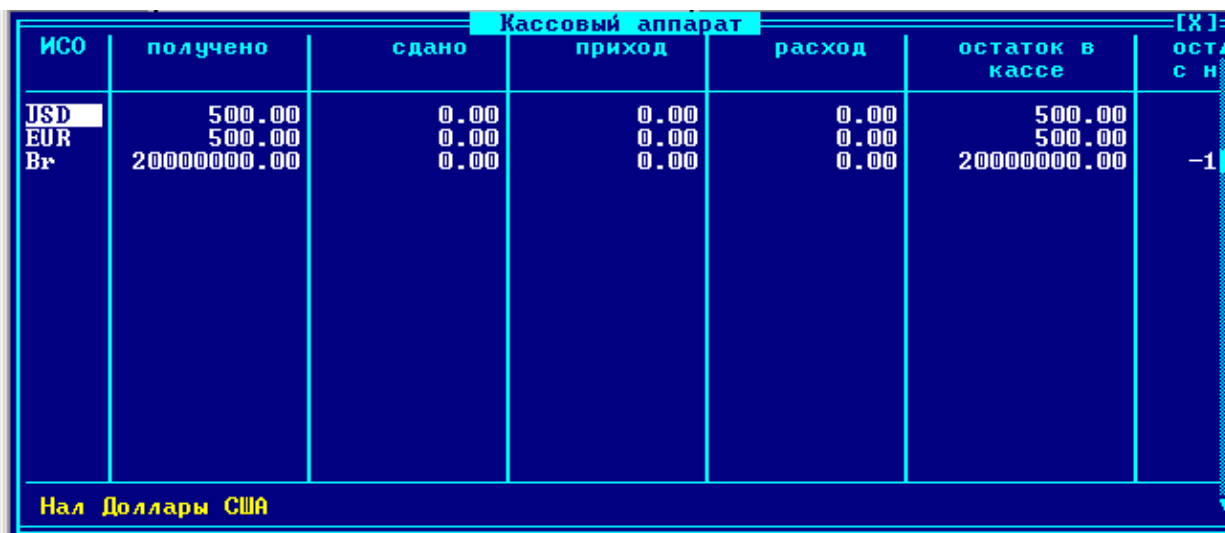 Кассовый аппарат [X]
ИСО получено сдано приход расход остаток в
кассе с н
USD 500.00 0.00 0.00 0.00 500.00
EUR 500.00 0.00 0.00 0.00 500.00
Br 20000000.00 0.00 0.00 0.00 20000000.00 -1
Нал Доллары США